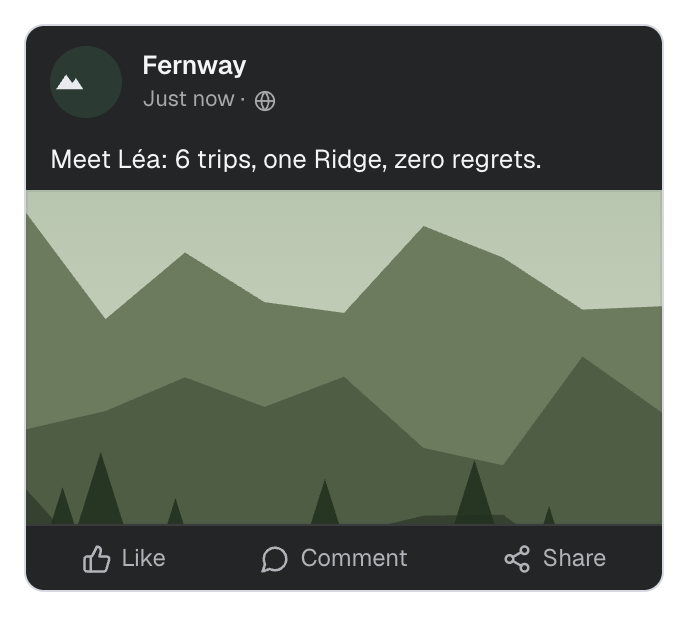 Fernway
Just now ·
Meet Léa: 6 trips, one Ridge, zero regrets.
Like
Comment
Share